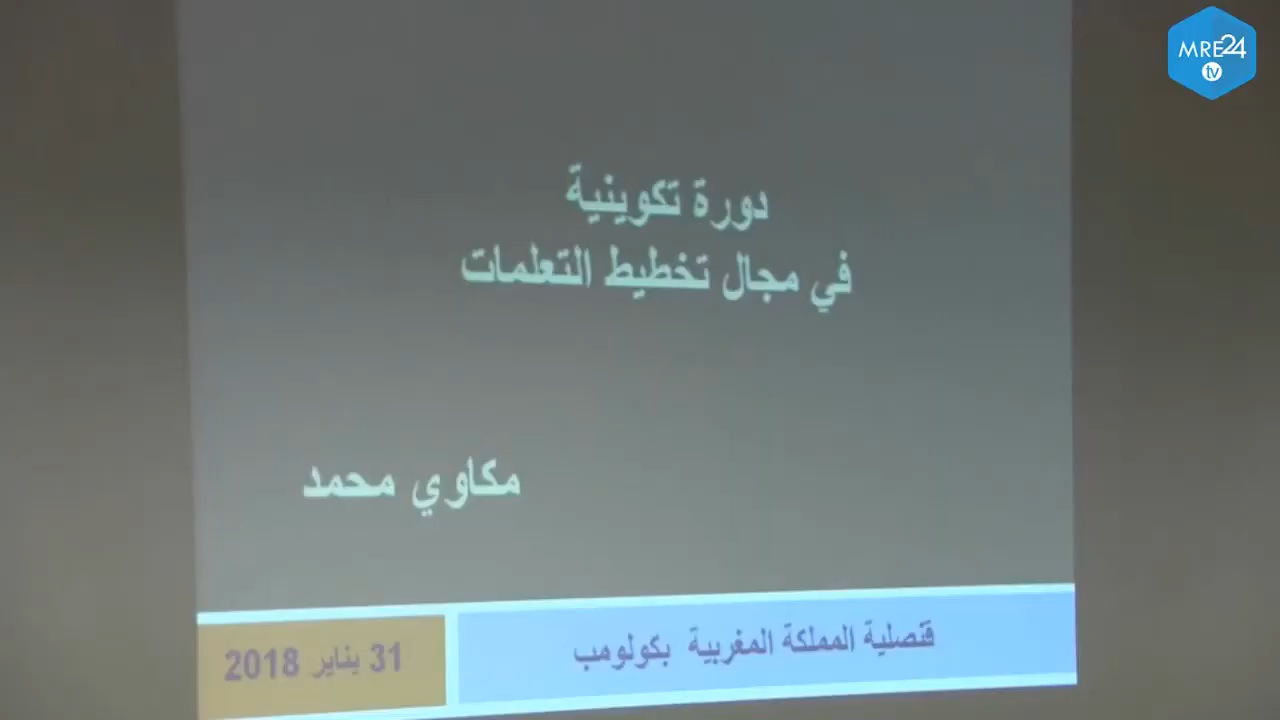 MRE24
tv
دورة تكوينية
في مجال تخطيط التعلمات
مكاوي محمد
قنصلية المملكة المغربية بكولومب
31 يناير 2018